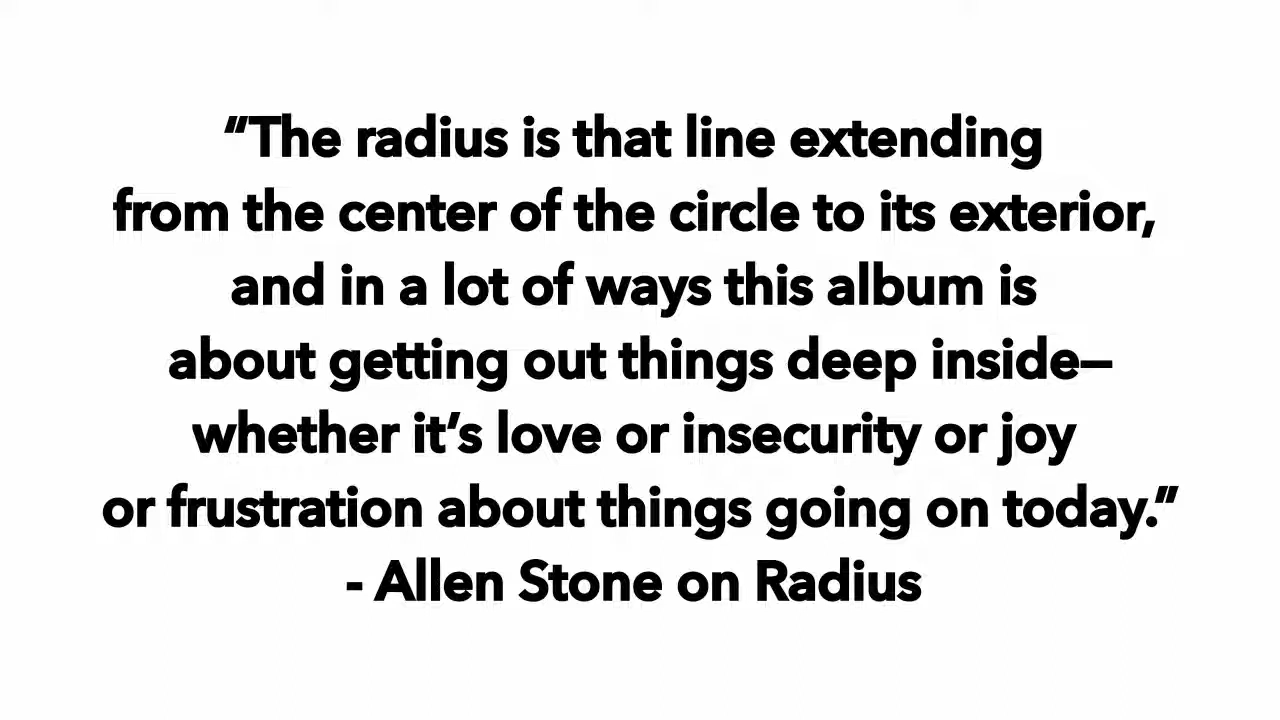 “The radius is that line extending
from the center of the circle to its exterior,
and in a lot of ways this album is
about getting out things deep inside—
whether it’s love or insecurity or joy
or frustration about things going on today.”
- Allen Stone on Radius